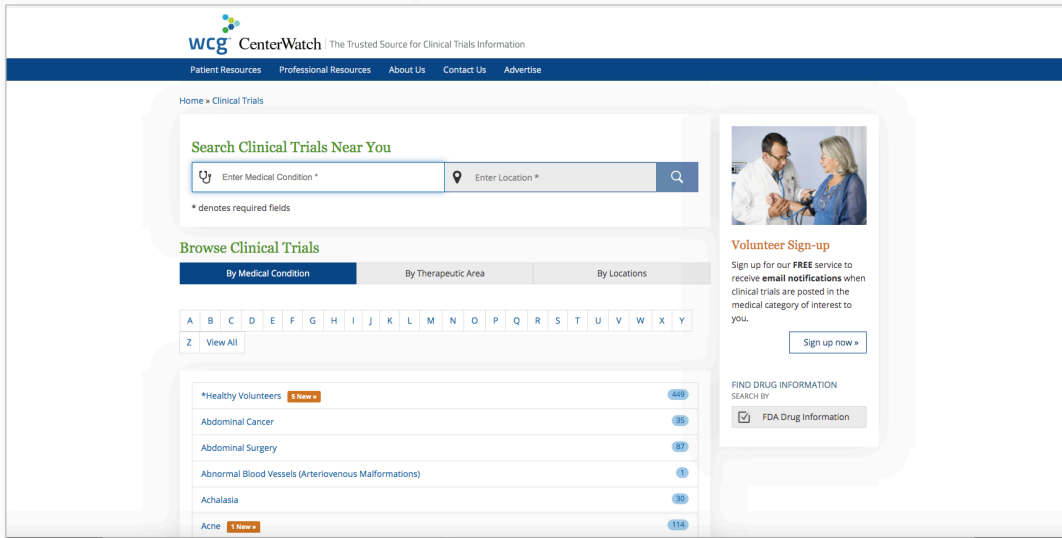 wcg CenterWatch | The Trusted Source for Clinical Trials Information
Patient Resources Professional Resources About Us Contact Us Advertise
Home » Clinical Trials
Search Clinical Trials Near You
Enter Medical Condition * Enter Location *
* denotes required fields
Browse Clinical Trials
By Medical Condition By Therapeutic Area By Locations
A B C D E F G H I J K L M N O P Q R S T U V W X Y
Z View All
*Healthy Volunteers 5 New » 449
Abdominal Cancer 35
Abdominal Surgery 87
Abnormal Blood Vessels (Arteriovenous Malformations) 1
Achalasia 30
Acne 1 New » 114
Volunteer Sign-up
Sign up for our FREE service to
receive email notifications when
clinical trials are posted in the
medical category of interest to
you.
Sign up now »
FIND DRUG INFORMATION
SEARCH BY
FDA Drug Information